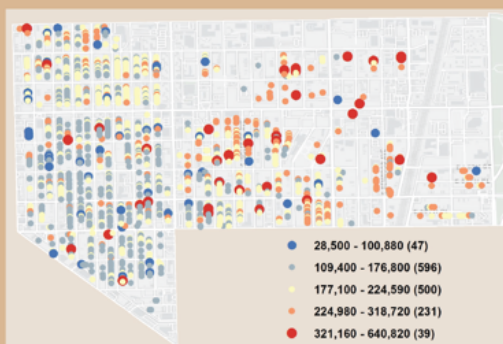 28,500 - 100,880 (47)
109,400 - 176,800 (596)
177,100 - 224,590 (500)
224,980 - 318,720 (231)
321,160 - 640,820 (39)